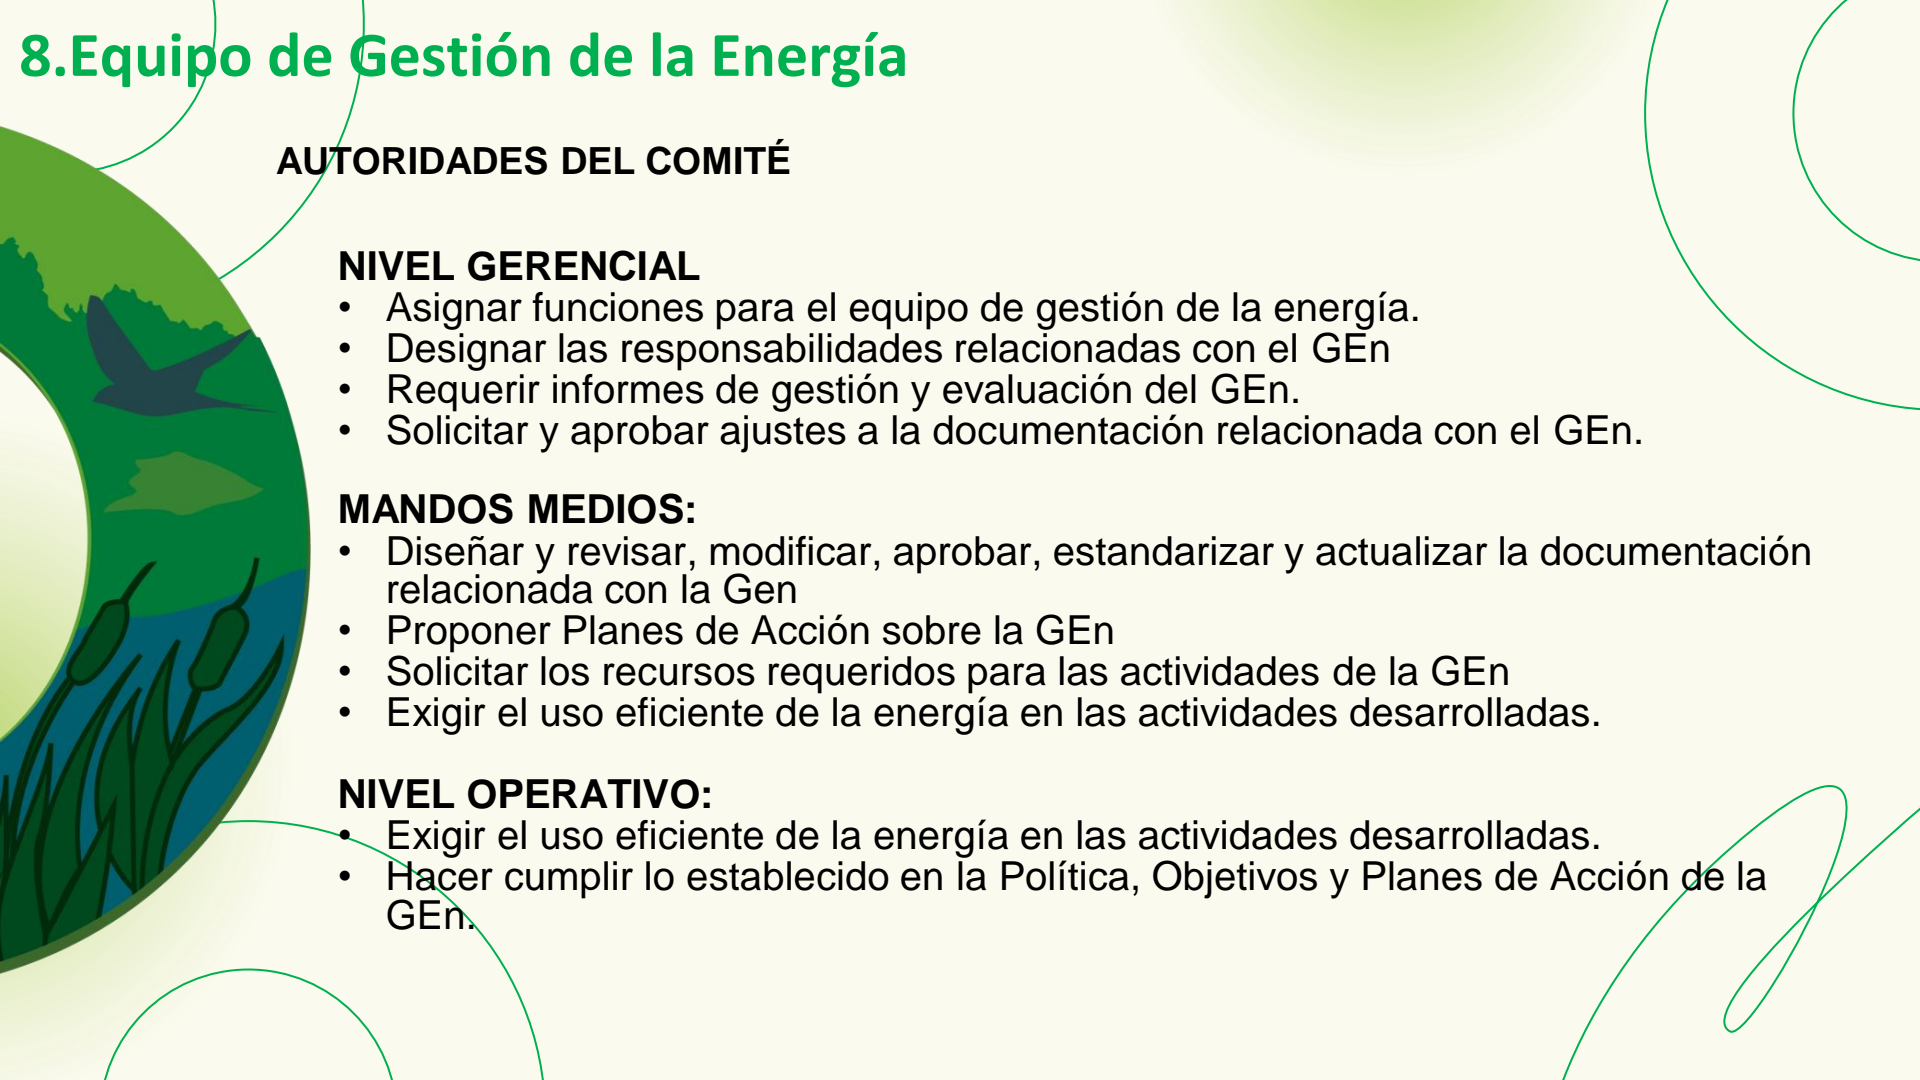 8.Equipo de Gestión de la Energía
AUTORIDADES DEL COMITÉ
NIVEL GERENCIAL
• Asignar funciones para el equipo de gestión de la energía.
• Designar las responsabilidades relacionadas con el GEn
• Requerir informes de gestión y evaluación del GEn.
• Solicitar y aprobar ajustes a la documentación relacionada con el GEn.
MANDOS MEDIOS:
• Diseñar y revisar, modificar, aprobar, estandarizar y actualizar la documentación
relacionada con la Gen
• Proponer Planes de Acción sobre la GEn
• Solicitar los recursos requeridos para las actividades de la GEn
• Exigir el uso eficiente de la energía en las actividades desarrolladas.
NIVEL OPERATIVO:
• Exigir el uso eficiente de la energía en las actividades desarrolladas.
• Hacer cumplir lo establecido en la Política, Objetivos y Planes de Acción de la
GEn.